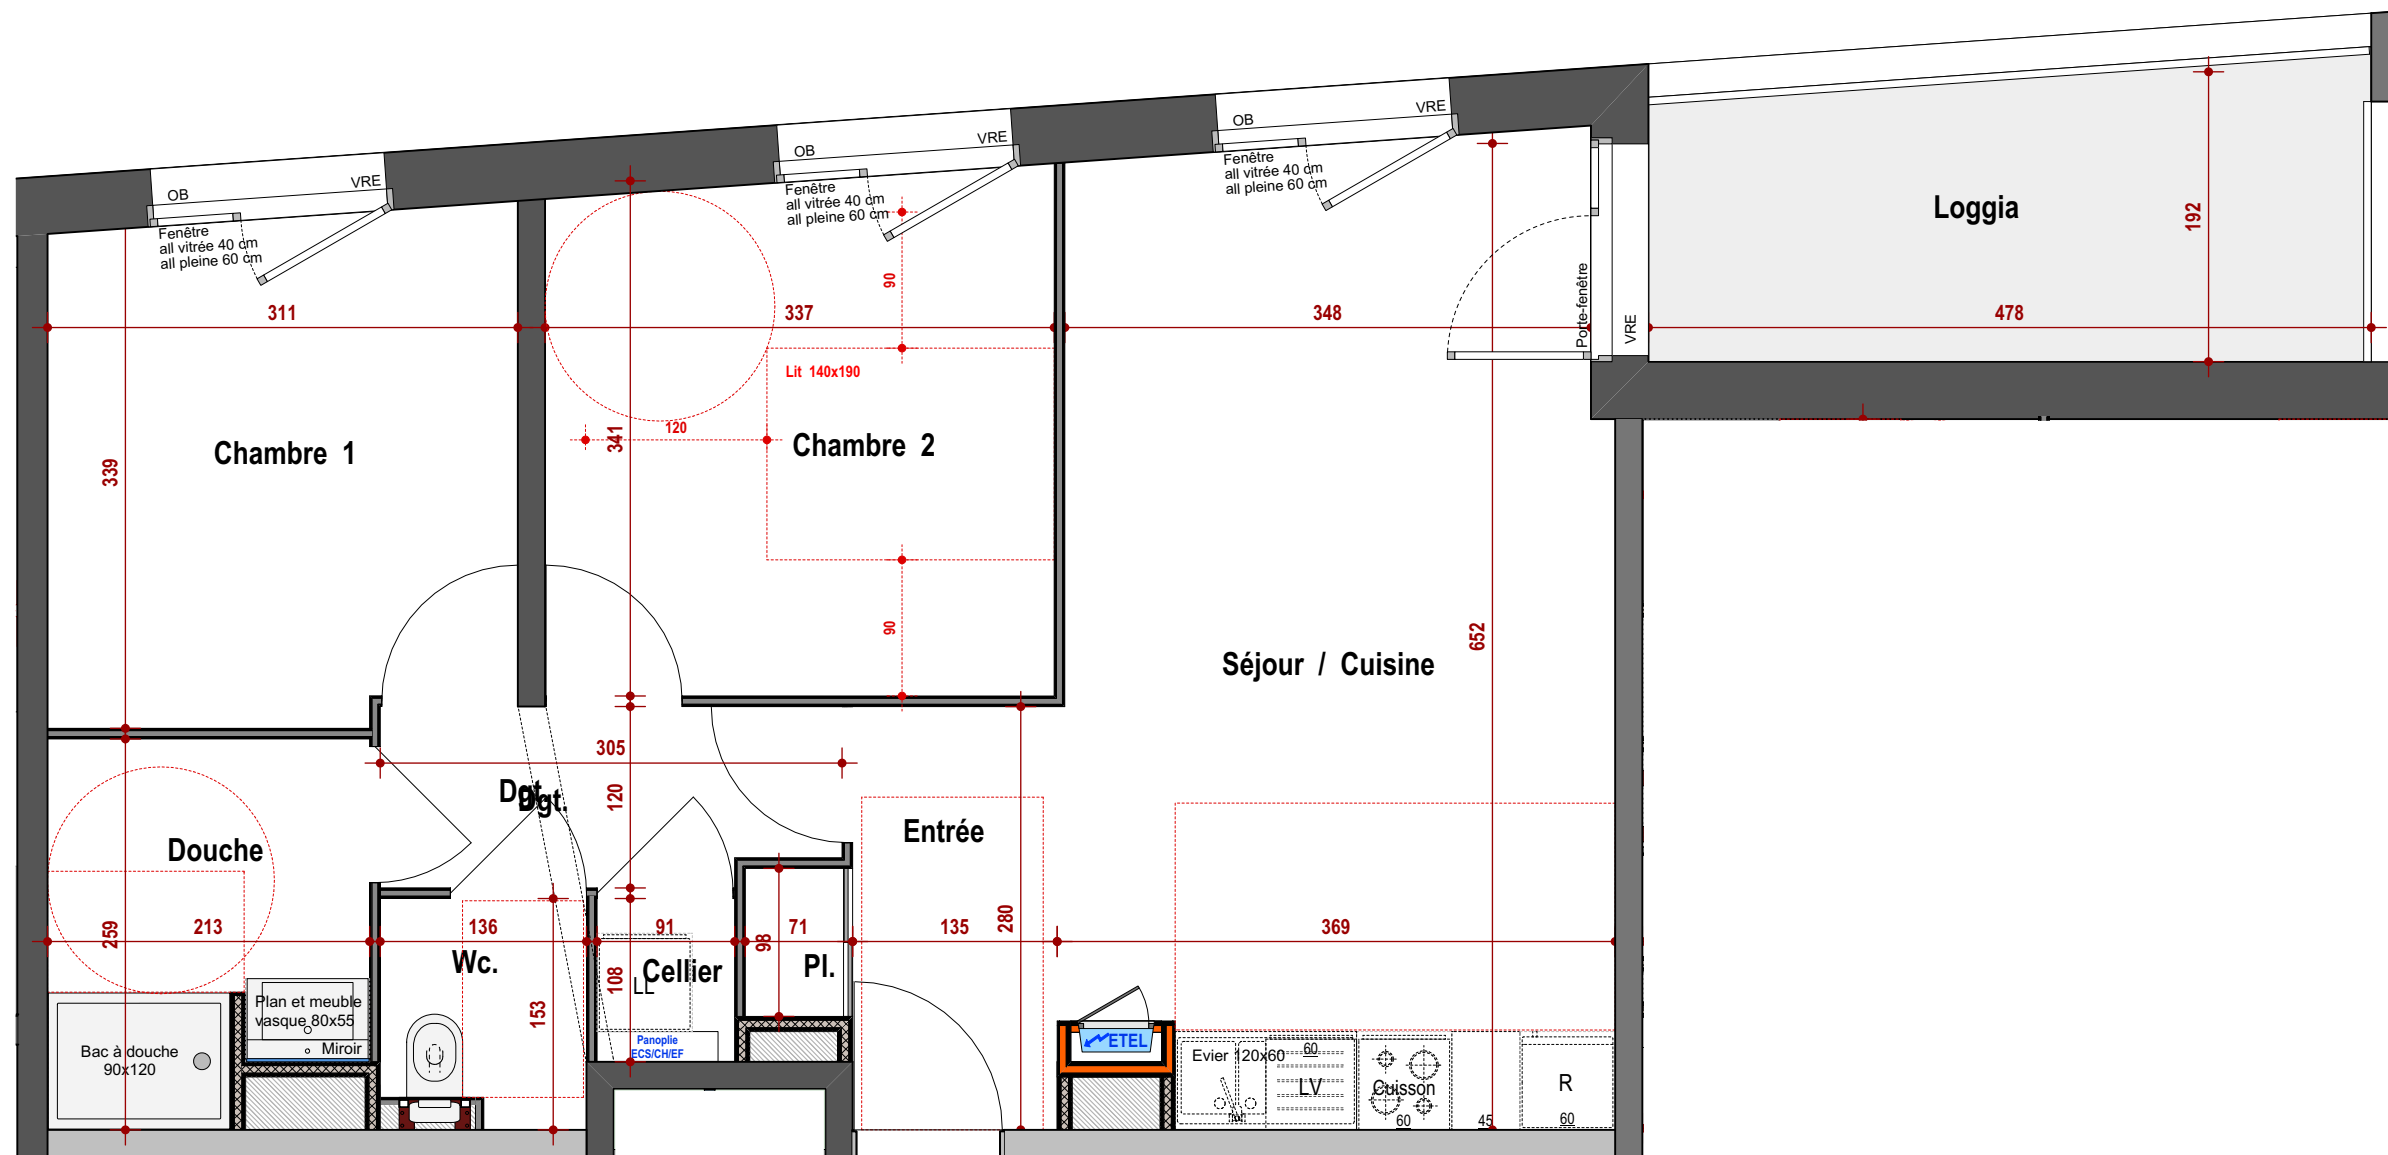 OB
VRE
Fenêtre
all vitrée 40 cm
all pleine 60 cm
OB
VRE
Fenêtre
all vitrée 40 cm
all pleine 60 cm
OB
VRE
Fenêtre
all vitrée 40 cm
all pleine 60 cm
Loggia
192
478
Porte-fenêtre
VRE
311
337
348
90
Lit 140x190
120
341
Chambre 1
Chambre 2
339
90
652
Séjour / Cuisine
305
Dgt.
Dgt.
120
Entrée
Douche
259
213
136
91
98
71
135
280
369
Wc.
Cellier
LL
Pl.
108
153
Plan et meuble
vasque 80x55
Miroir
Bac à douche
90x120
Panoplie
ECS/CH/EF
ETEL
Evier 120x60
60
LV
Cuisson
60
45
R
60